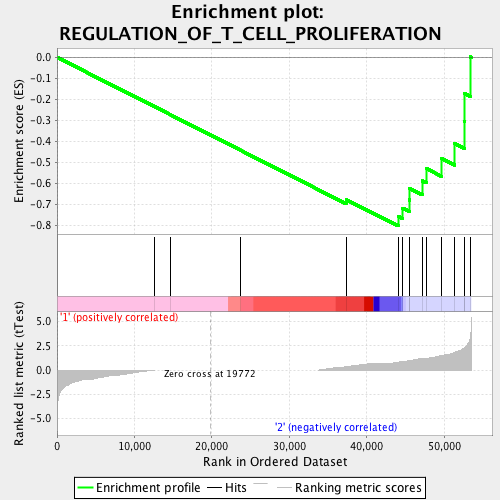 Enrichment plot:
REGULATION_OF_T_CELL_PROLIFERATION
Enrichment score (ES)
0.0
-0.1
-0.2
-0.3
-0.4
-0.5
-0.6
-0.7
-0.8
Ranked list metric (tTest)
5.0
2.5
0.0
-2.5
-5.0
'1' (positively correlated)
Zero cross at 19772
'2' (negatively correlated)
0 10,000 20,000 30,000 40,000 50,000
Rank in Ordered Dataset
Enrichment profile Hits Ranking metric scores